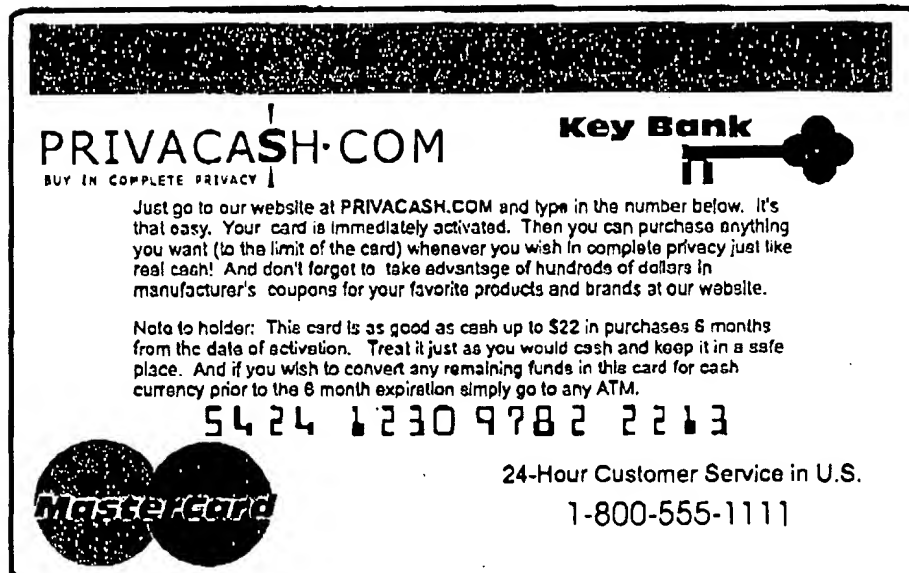 PRIVACASH.COM
BUY IN COMPLETE PRIVACY
Key Bank
Just go to our website at PRIVACASH.COM and type in the number below. It's
that easy. Your card is immediately activated. Then you can purchase anything
you want (to the limit of the card) whenever you wish in complete privacy just like
real cash! And don't forget to take advantage of hundreds of dollars in
manufacturer's coupons for your favorite products and brands at our website.
Note to holder: This card is as good as cash up to $22 in purchases 6 months
from the date of activation. Treat it just as you would cash and keep it in a safe
place. And if you wish to convert any remaining funds in this card for cash
currency prior to the 6 month expiration simply go to any ATM.
5424 1230 9782 2213
MasterCard
24-Hour Customer Service in U.S.
1-800-555-1111